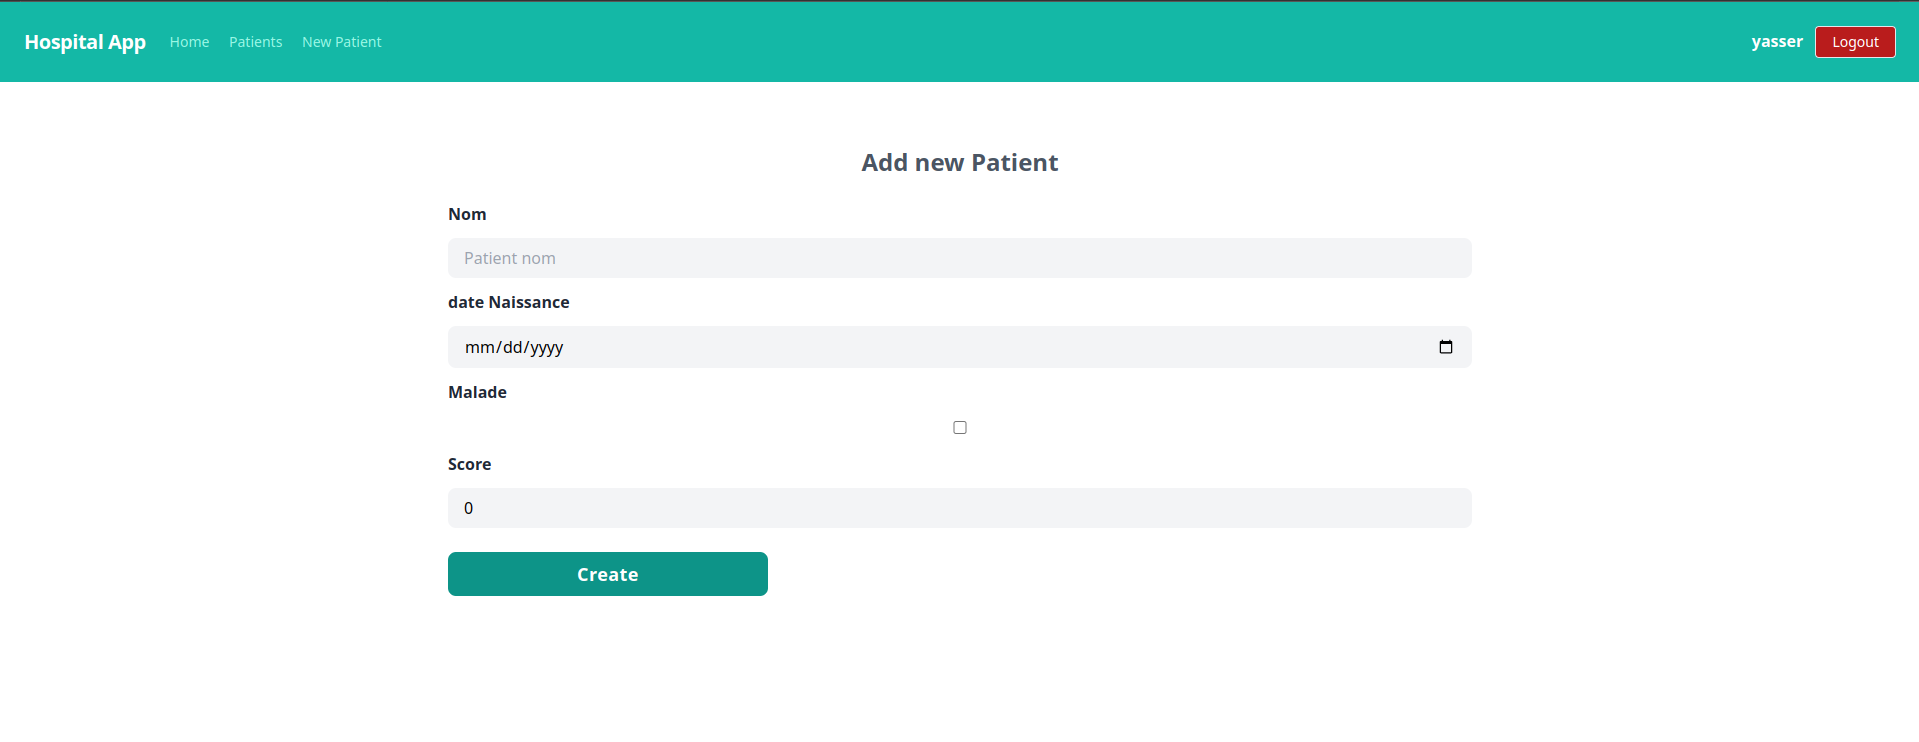 Hospital App Home Patients New Patient yasser Logout
Add new Patient
Nom
Patient nom
date Naissance
mm/dd/yyyy
Malade
Score
0
Create